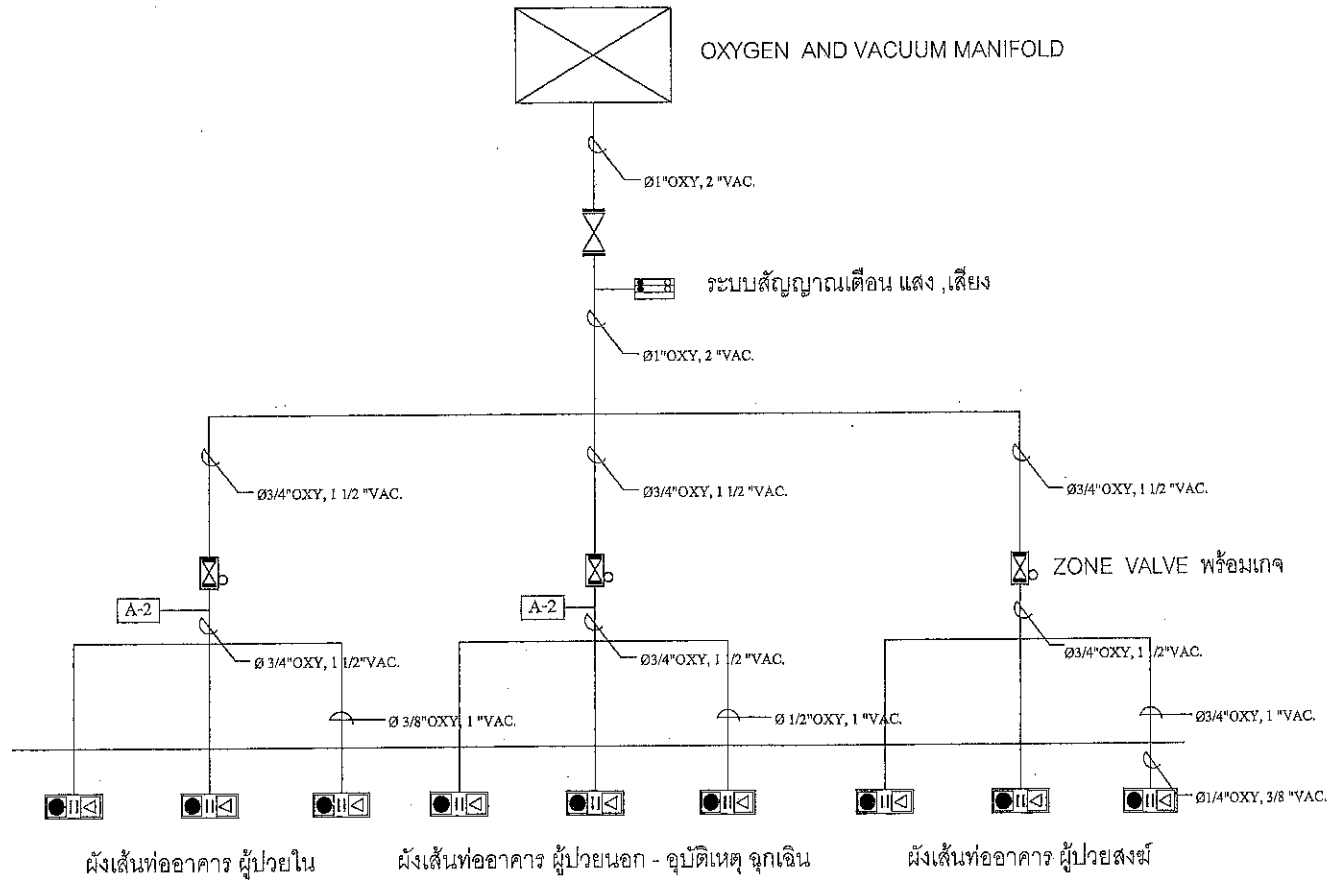 OXYGEN AND VACUUM MANIFOLD
Ø1"OXY, 2 "VAC.
ระบบสัญญาณเตือน แสง ,เสียง
Ø1"OXY, 2 "VAC.
Ø3/4"OXY, 1 1/2 "VAC.
Ø3/4"OXY, 1 1/2 "VAC.
Ø3/4"OXY, 1 1/2 "VAC.
ZONE VALVE พร้อมเกจ
A-2
A-2
Ø 3/4"OXY, 1 1/2"VAC.
Ø3/4"OXY, 1 1/2 "VAC.
Ø3/4"OXY, 1 1/2"VAC.
Ø 3/8"OXY, 1 "VAC.
Ø 1/2"OXY, 1 "VAC.
Ø3/4"OXY, 1 "VAC.
Ø1/4"OXY, 3/8 "VAC.
ผังเส้นท่ออาคาร ผู้ป่วยใน
ผังเส้นท่ออาคาร ผู้ป่วยนอก - อุบัติเหตุ ฉุกเฉิน
ผังเส้นท่ออาคาร ผู้ป่วยสงฆ์